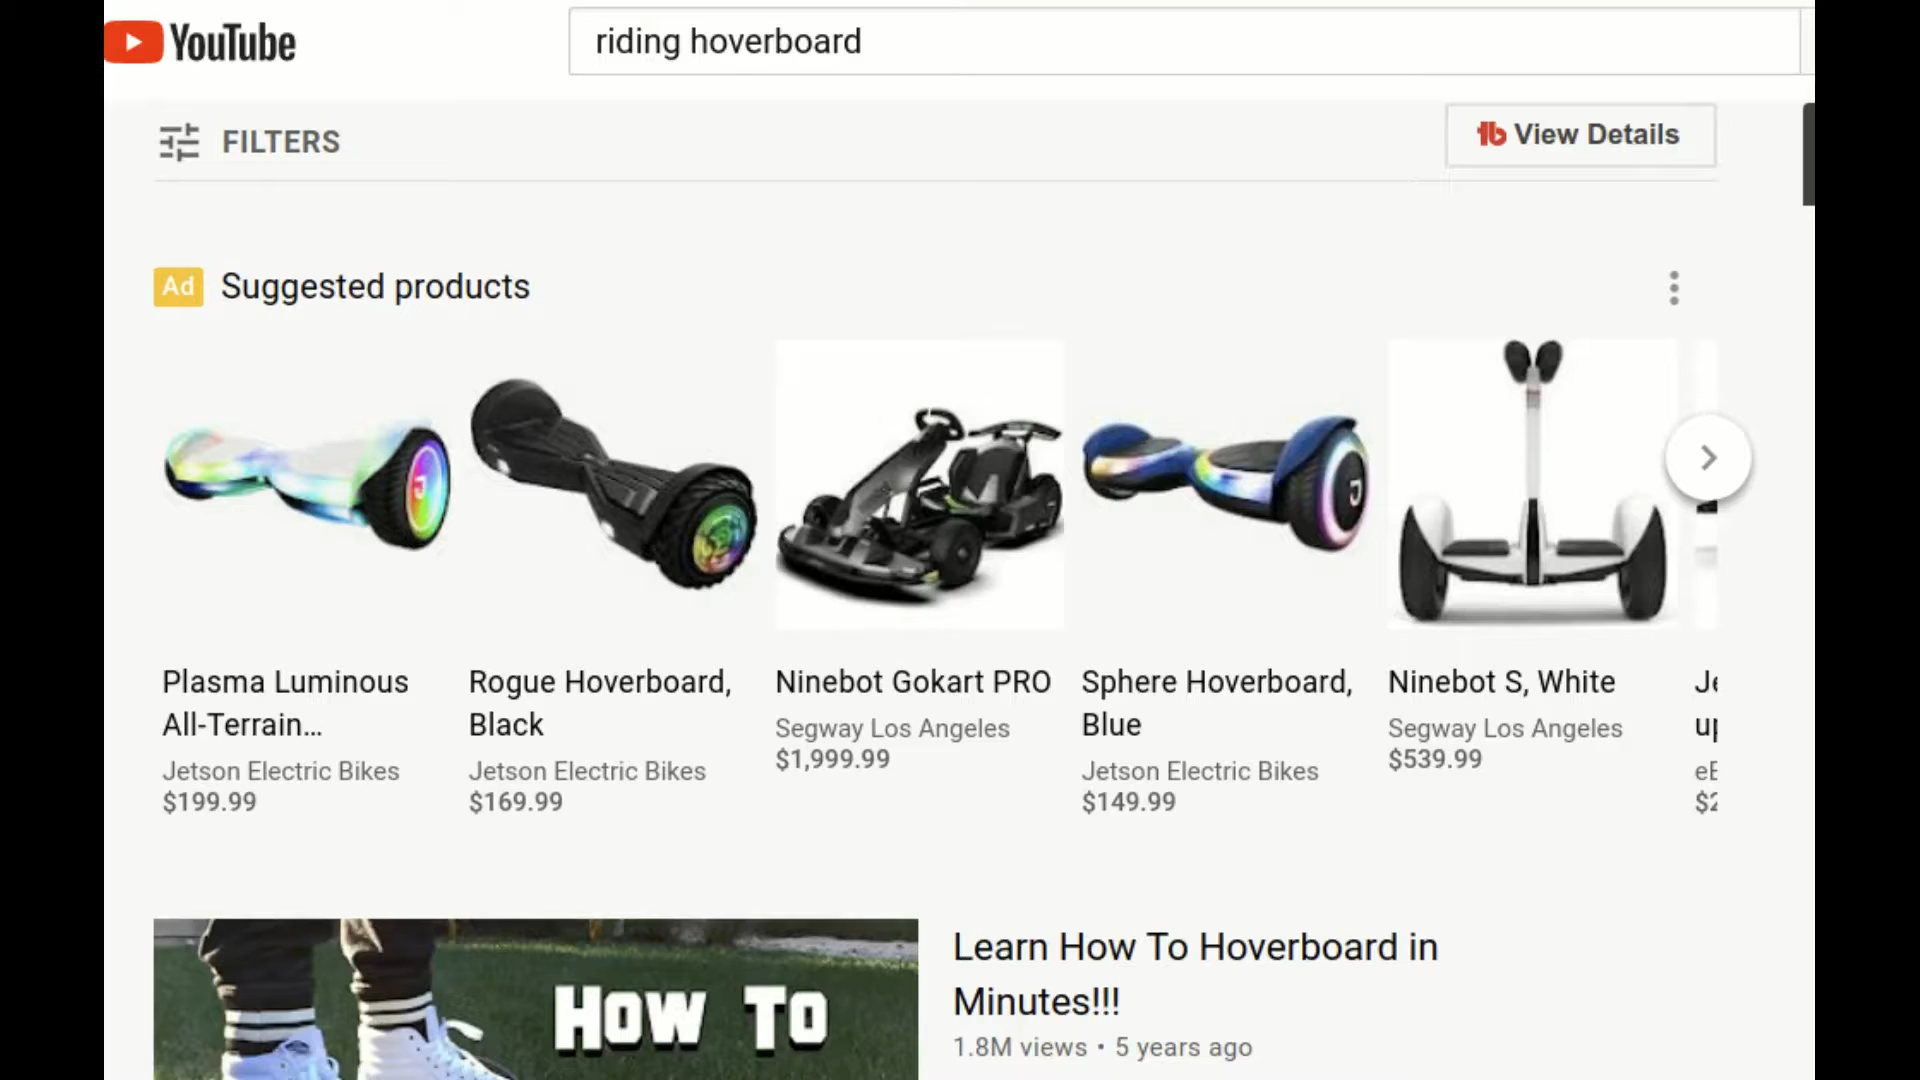 YouTube
riding hoverboard
FILTERS
View Details
Ad Suggested products
Plasma Luminous
All-Terrain...
Jetson Electric Bikes
$199.99
Rogue Hoverboard,
Black
Jetson Electric Bikes
$169.99
Ninebot Gokart PRO
Segway Los Angeles
$1,999.99
Sphere Hoverboard,
Blue
Jetson Electric Bikes
$149.99
Ninebot S, White
Segway Los Angeles
$539.99
HOW TO
Learn How To Hoverboard in
Minutes!!!
1.8M views • 5 years ago